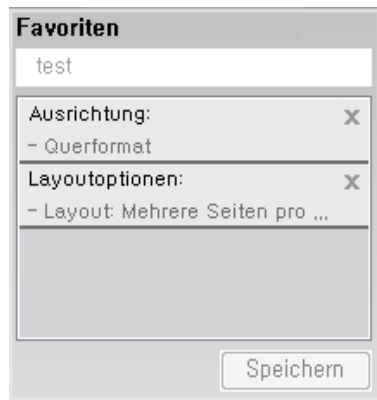 Favoriten
test
Ausrichtung: x
- Querformat
Layoutoptionen: x
- Layout: Mehrere Seiten pro ...
Speichern